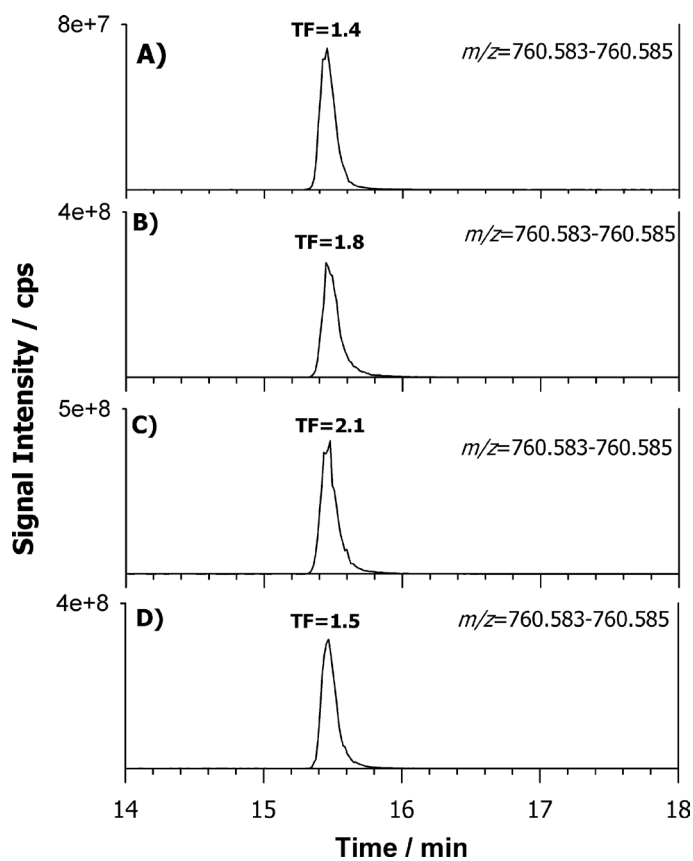 8e+7
TF=1.4
A)
m/z=760.583-760.585
4e+8
B)
m/z=760.583-760.585
TF=1.8
5e+8
C)
TF=2.1
m/z=760.583-760.585
4e+8
D)
TF=1.5
m/z=760.583-760.585
Signal Intensity / cps
14 15 16 17 18
Time / min